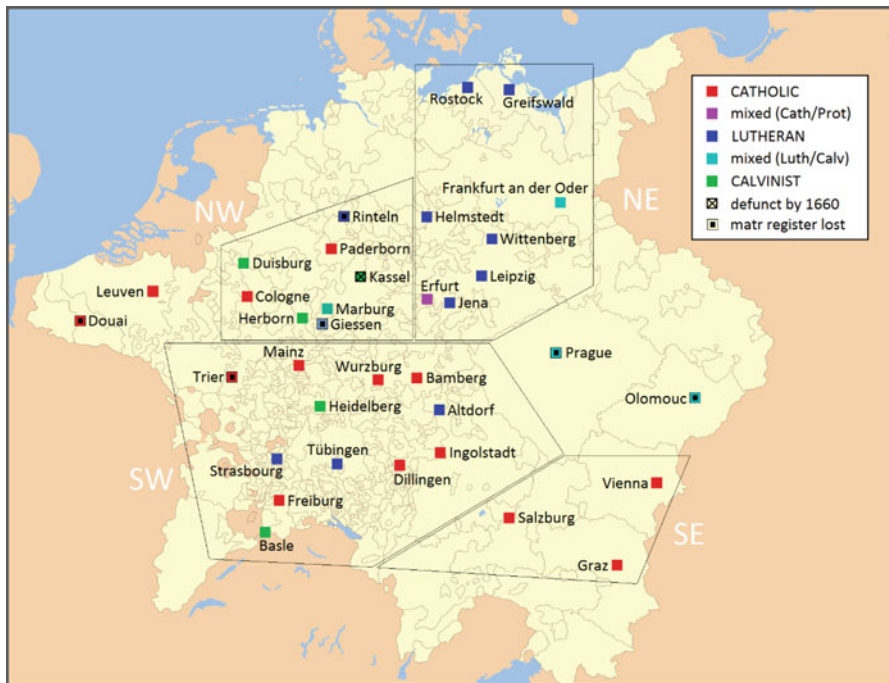 Rostock
Greifswald
CATHOLIC
mixed (Cath/Prot)
LUTHERAN
mixed (Luth/Calv)
CALVINIST
defunct by 1660
matr register lost
Frankfurt an der Oder
NE
NW
Rinteln
Helmstedt
Wittenberg
Paderborn
Duisburg
Kassel
Leipzig
Leuven
Cologne
Erfurt
Jena
Marburg
Herborn
Giessen
Douai
Mainz
Prague
Trier
Wurzburg
Bamberg
Olomouc
Heidelberg
Altdorf
Ingolstadt
Tübingen
Strasbourg
SW
Dillingen
Vienna
Freiburg
Salzburg
SE
Basle
Graz